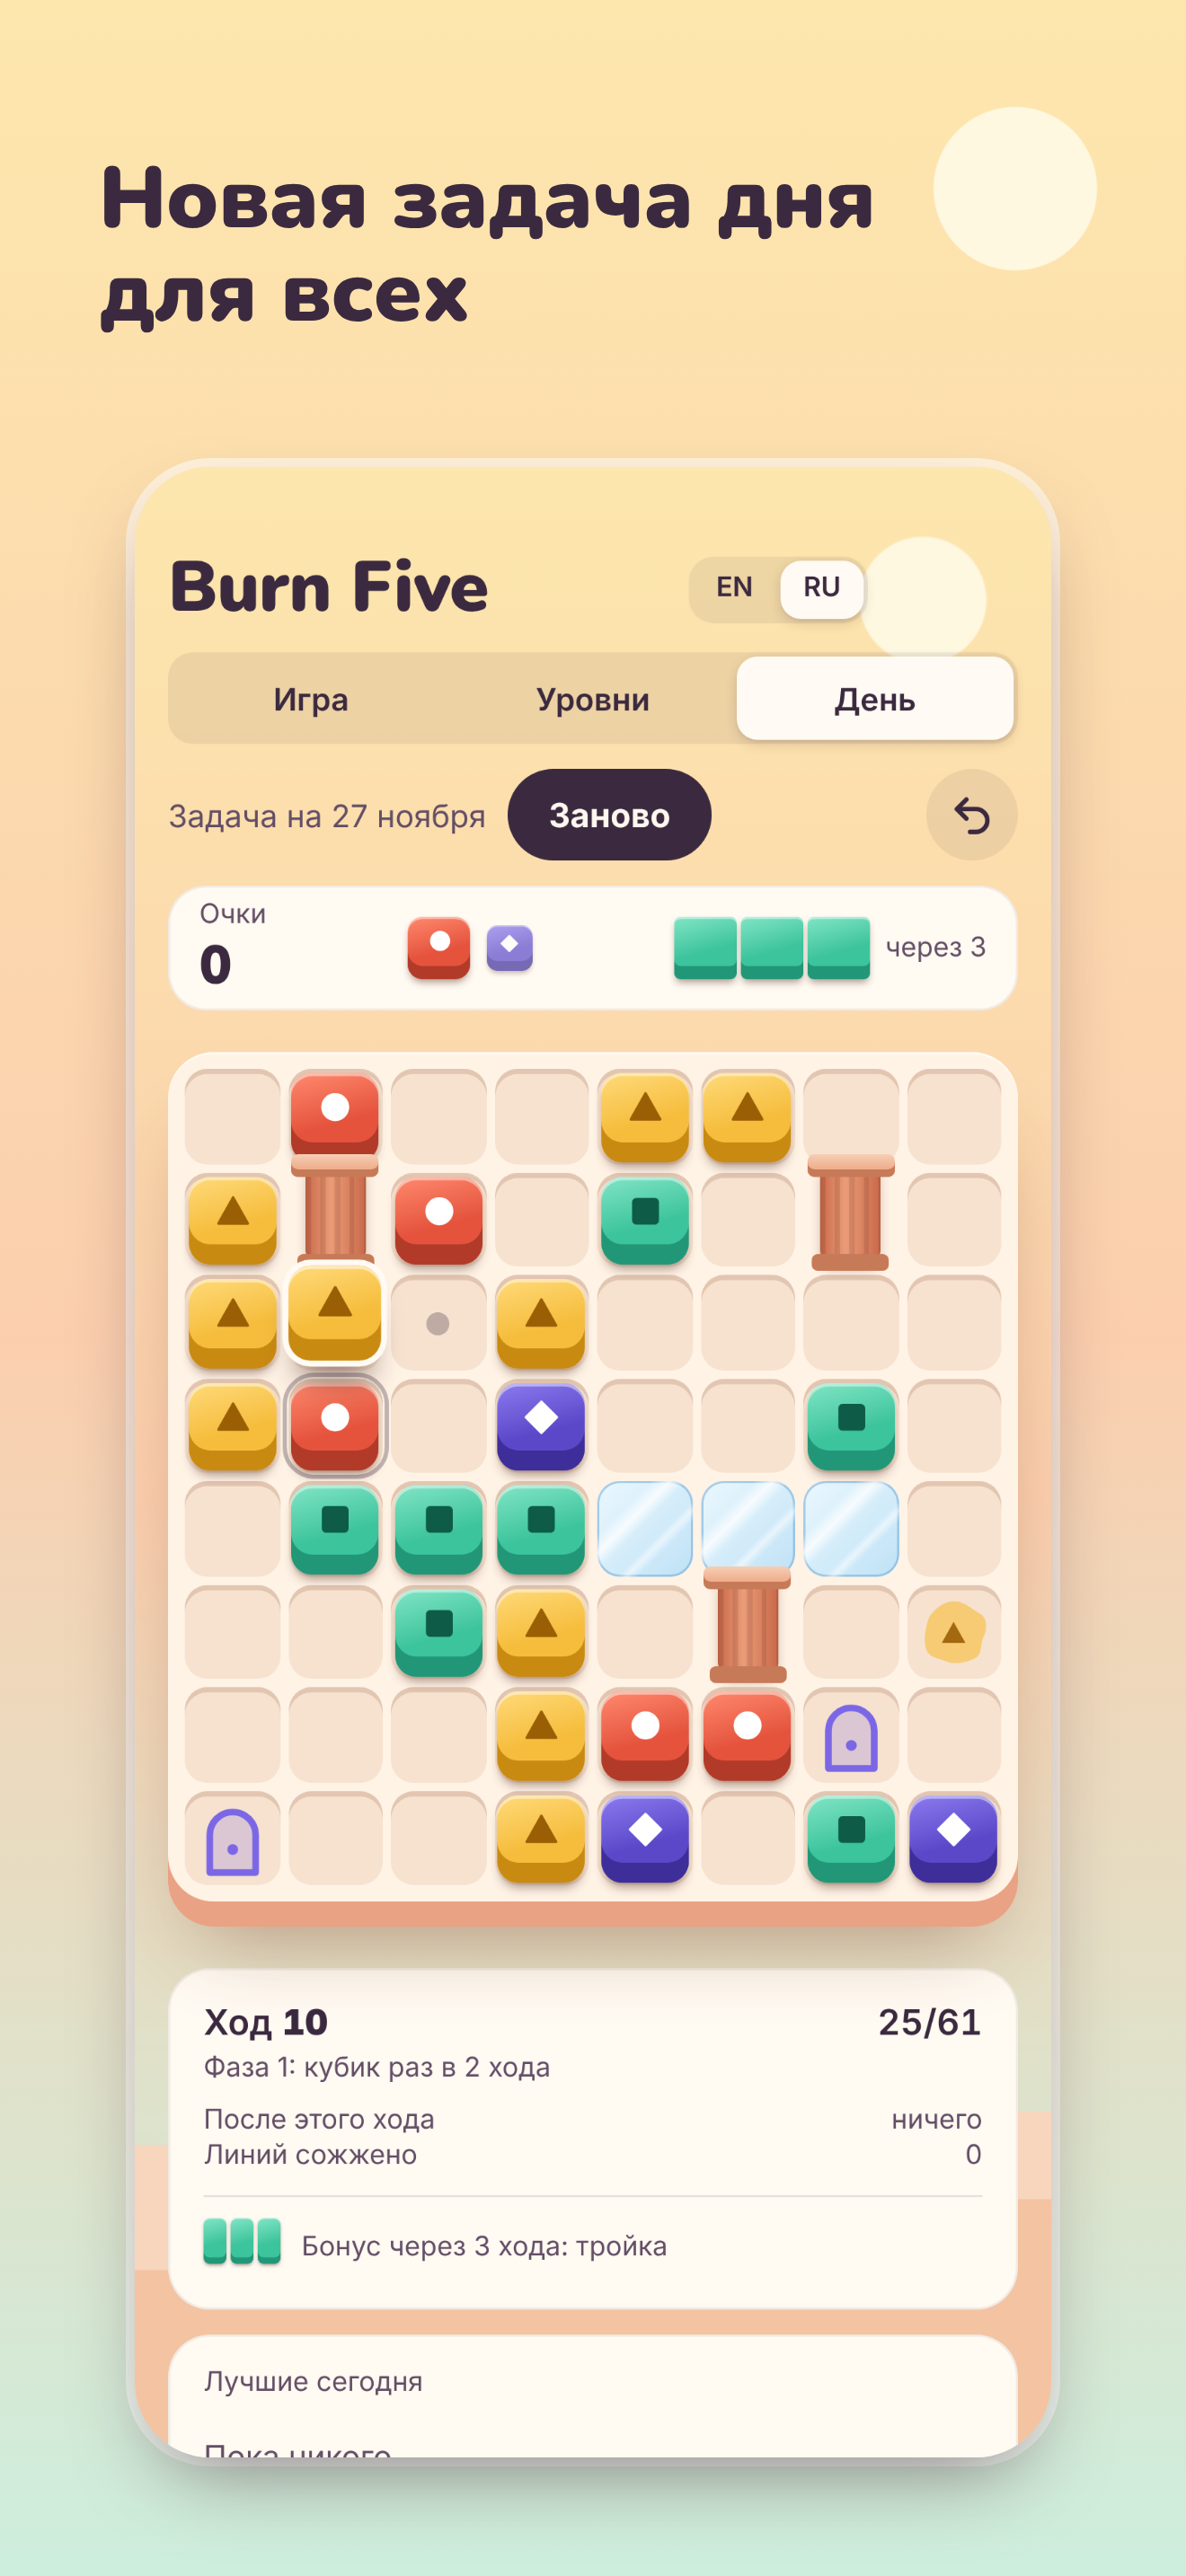 Новая задача дня
для всех
Burn Five
EN RU
Игра Уровни День
Задача на 27 ноября Заново
Очки
0
через 3
Ход 10 25/61
Фаза 1: кубик раз в 2 хода
После этого хода ничего
Линий сожжено 0
Бонус через 3 хода: тройка
Лучшие сегодня
Пока никого